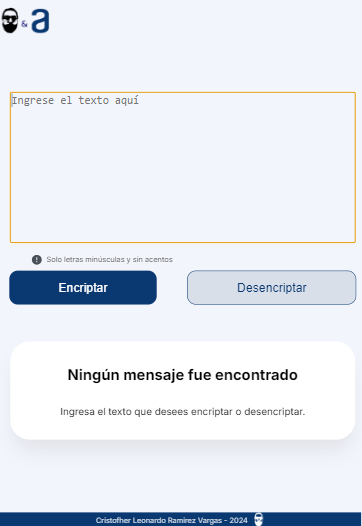 & a
Ingrese el texto aquí
Solo letras minúsculas y sin acentos
Encriptar
Desencriptar
Ningún mensaje fue encontrado
Ingresa el texto que desees encriptar o desencriptar.
Cristofher Leonardo Ramirez Vargas - 2024